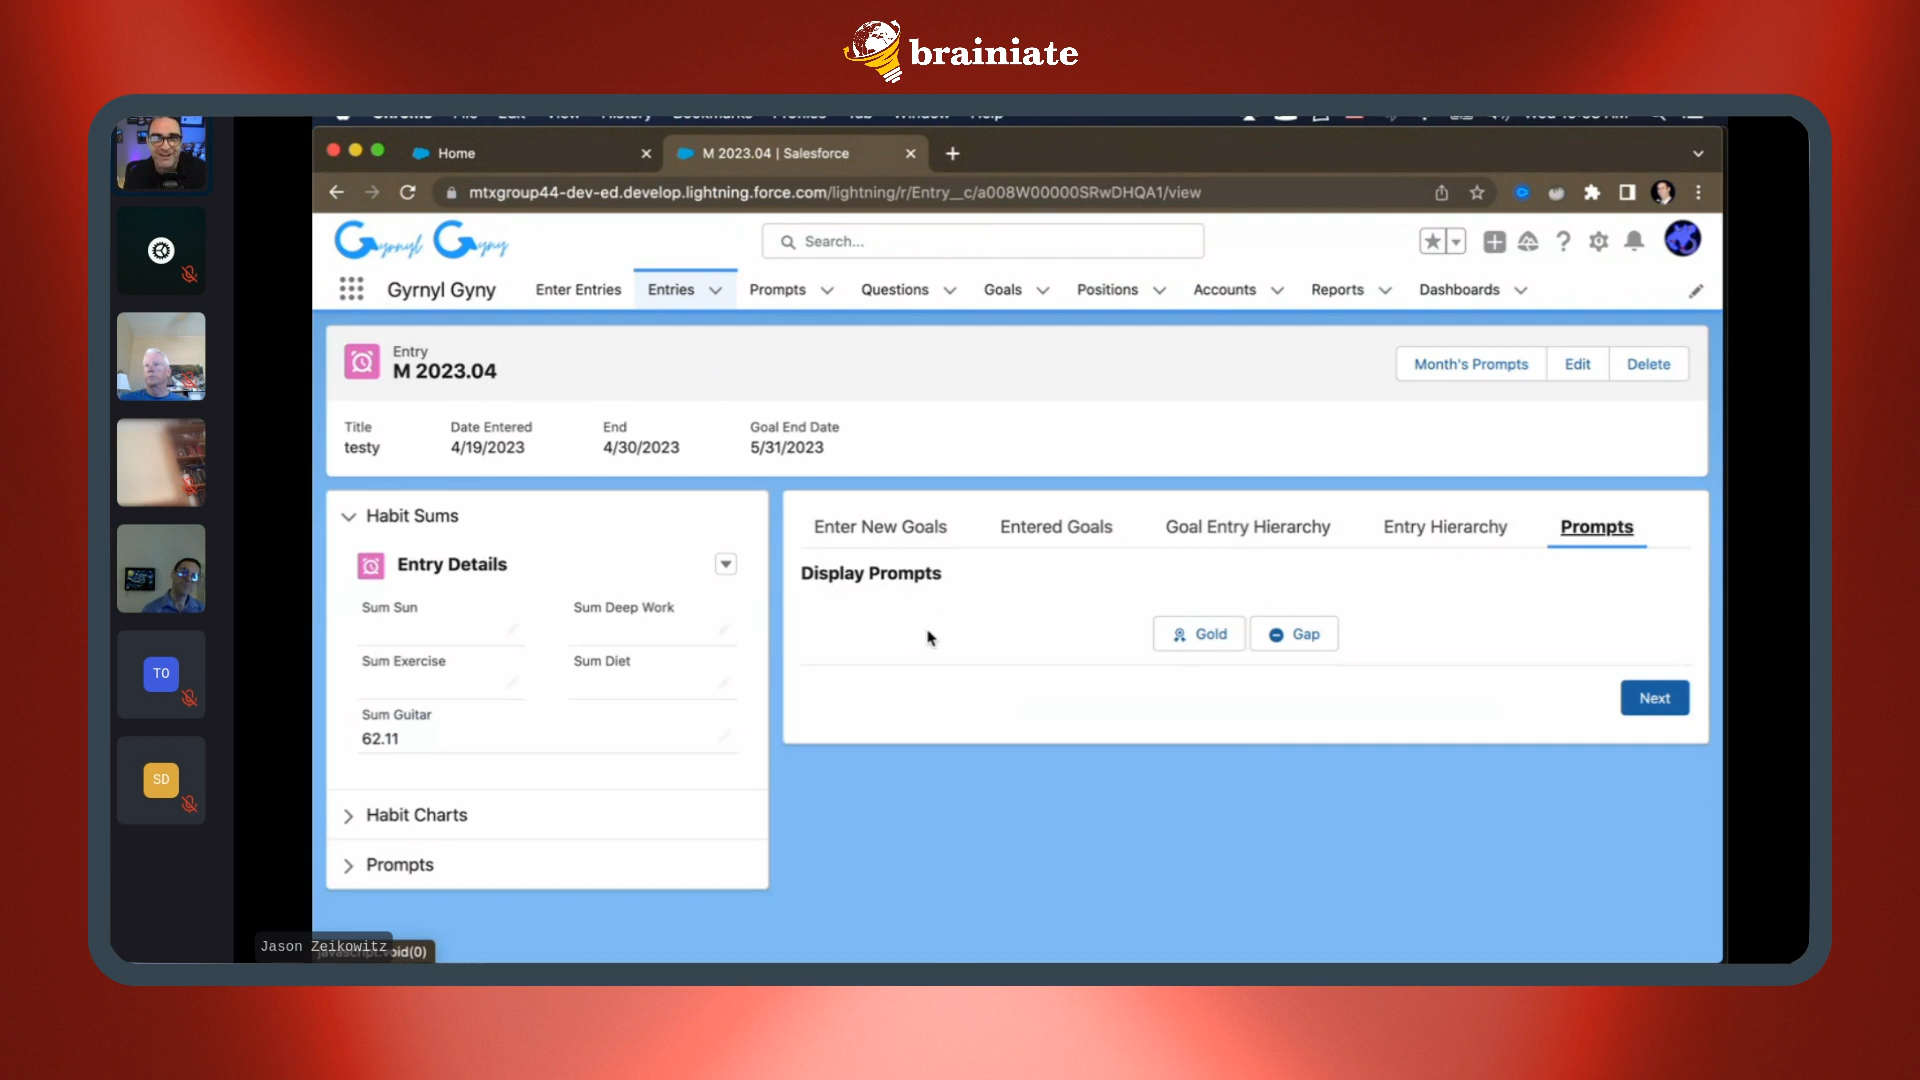 brainiate
Home
M 2023.04 | Salesforce
mtxgroup44-dev-ed.develop.lightning.force.com/lightning/r/Entry__c/a008W00000SRwDHQA1/view
Gyrnyl Gyny
Search...
Gyrnyl Gyny
Enter Entries
Entries
Prompts
Questions
Goals
Positions
Accounts
Reports
Dashboards
Entry
M 2023.04
Month's Prompts
Edit
Delete
Title
Date Entered
End
Goal End Date
testy
4/19/2023
4/30/2023
5/31/2023
Habit Sums
Entry Details
Sum Sun
Sum Deep Work
Sum Exercise
Sum Diet
Sum Guitar
62.11
Habit Charts
Prompts
Enter New Goals
Entered Goals
Goal Entry Hierarchy
Entry Hierarchy
Prompts
Display Prompts
Gold
Gap
Next
TO
SD
Jason Zeikowitz